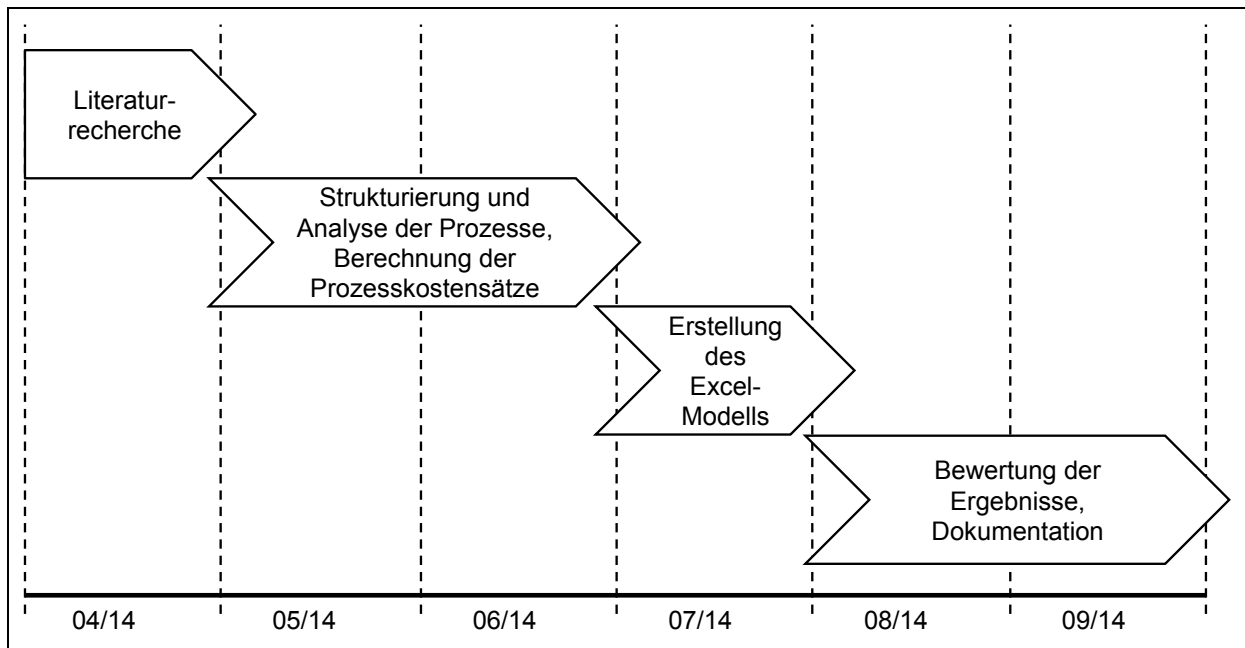 Literatur-
recherche
Strukturierung und
Analyse der Prozesse,
Berechnung der
Prozesskostensätze
Erstellung
des
Excel-
Modells
Bewertung der
Ergebnisse,
Dokumentation
04/14
05/14
06/14
07/14
08/14
09/14